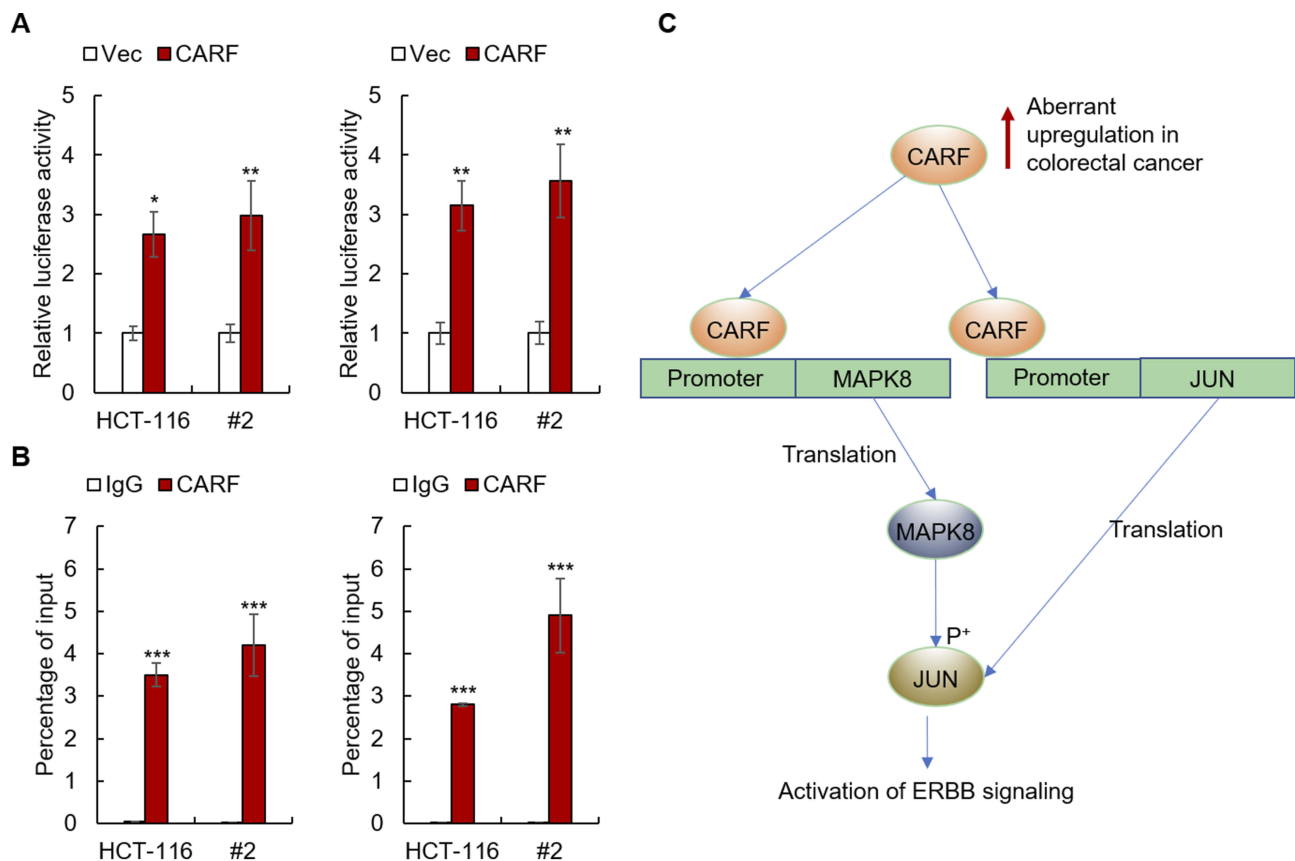 A
Vec CARF
Relative luciferase activity
5
4
3
2
1
0
*
**
HCT-116 #2
Vec CARF
Relative luciferase activity
5
4
3
2
1
0
**
**
HCT-116 #2
B
IgG CARF
Percentage of input
7
6
5
4
3
2
1
0
***
***
HCT-116 #2
IgG CARF
Percentage of input
7
6
5
4
3
2
1
0
***
***
HCT-116 #2
C
CARF
Aberrant
upregulation in
colorectal cancer
CARF CARF
Promoter MAPK8 Promoter JUN
Translation
MAPK8
Translation
P⁺
JUN
Activation of ERBB signaling